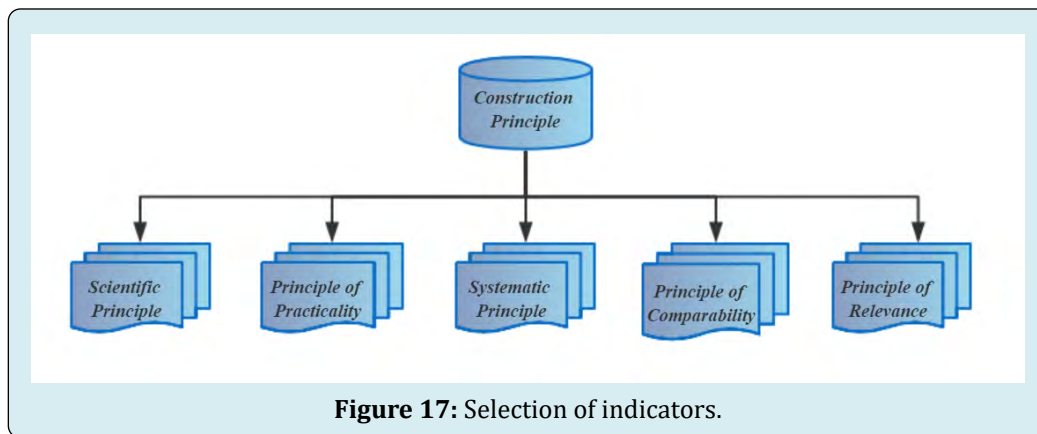 Construction
Principle
Scientific
Principle
Principle of
Practicality
Systematic
Principle
Principle of
Comparability
Principle of
Relevance
Figure 17: Selection of indicators.